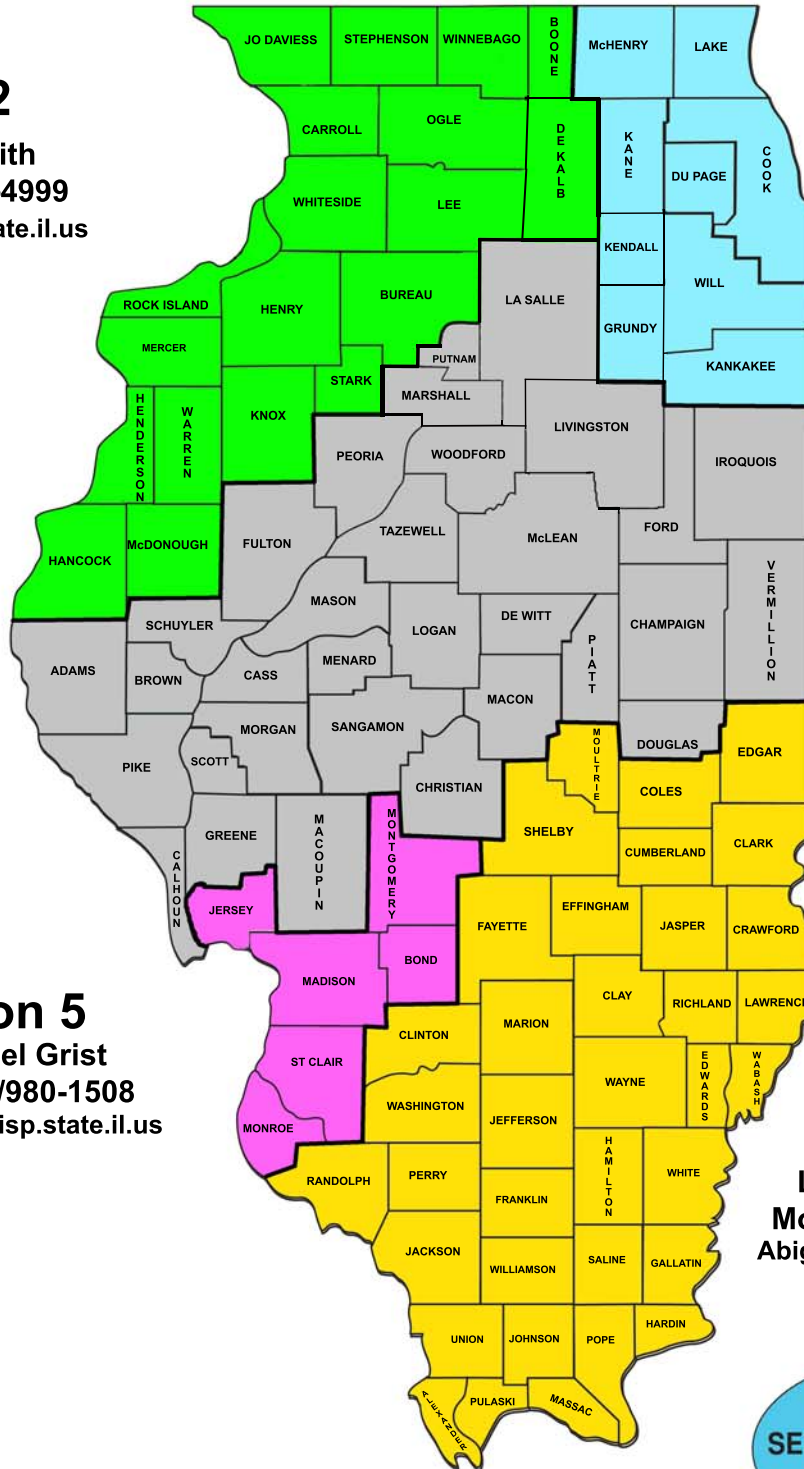 2
ith
4999
ate.il.us
JO DAVIESS
STEPHENSON
WINNEBAGO
BOONE
McHENRY
LAKE
CARROLL
OGLE
DE KALB
KANE
COOK
DU PAGE
WHITESIDE
LEE
KENDALL
ROCK ISLAND
HENRY
BUREAU
LA SALLE
WILL
GRUNDY
MERCER
PUTNAM
KANKAKEE
STARK
MARSHALL
HENDERSON
WARREN
KNOX
LIVINGSTON
PEORIA
WOODFORD
IROQUOIS
HANCOCK
McDONOUGH
FULTON
TAZEWELL
McLEAN
FORD
VERMILLION
MASON
SCHUYLER
LOGAN
DE WITT
CHAMPAIGN
PIATT
ADAMS
BROWN
CASS
MENARD
MACON
MORGAN
SANGAMON
SCOTT
PIKE
DOUGLAS
MOULTRIE
EDGAR
CHRISTIAN
COLES
GREENE
MACOUPIN
MONTGOMERY
SHELBY
CUMBERLAND
CLARK
CALHOUN
JERSEY
FAYETTE
EFFINGHAM
JASPER
CRAWFORD
BOND
MADISON
CLAY
RICHLAND
LAWRENC
on 5
el Grist
/980-1508
isp.state.il.us
CLINTON
MARION
ST CLAIR
WAYNE
EDWARDS
WABASH
WASHINGTON
JEFFERSON
MONROE
HAMILTON
RANDOLPH
PERRY
WHITE
FRANKLIN
L
Mo
Abig
JACKSON
WILLIAMSON
SALINE
GALLATIN
UNION
JOHNSON
POPE
HARDIN
ALEXANDER
PULASKI
MASSAC
SE